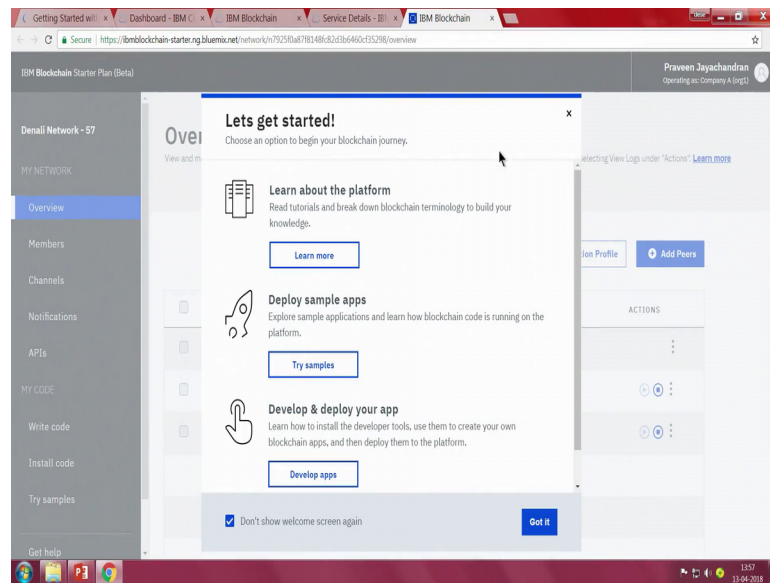 Getting Started with
Dashboard - IBM Cl
IBM Blockchain
Service Details - IB
IBM Blockchain
Secure
https://ibmblockchain-starter.ng.bluemix.net/network/n7925f0a87f8148fc82d3b6460cf35298/overview
IBM Blockchain Starter Plan (Beta)
Praveen Jayachandran
Operating as: Company A (org1)
Denali Network - 57
MY NETWORK
Overview
Members
Channels
Notifications
APIs
MY CODE
Write code
Install code
Try samples
Get help
Over
View and m
electing View Logs under "Actions". Learn more
ion Profile
Add Peers
ACTIONS
Lets get started!
x
Choose an option to begin your blockchain journey.
Learn about the platform
Read tutorials and break down blockchain terminology to build your
knowledge.
Learn more
Deploy sample apps
Explore sample applications and learn how blockchain code is running on the
platform.
Try samples
Develop & deploy your app
Learn how to install the developer tools, use them to create your own
blockchain apps, and then deploy them to the platform.
Develop apps
Don't show welcome screen again
Got it
13:57
13-04-2018